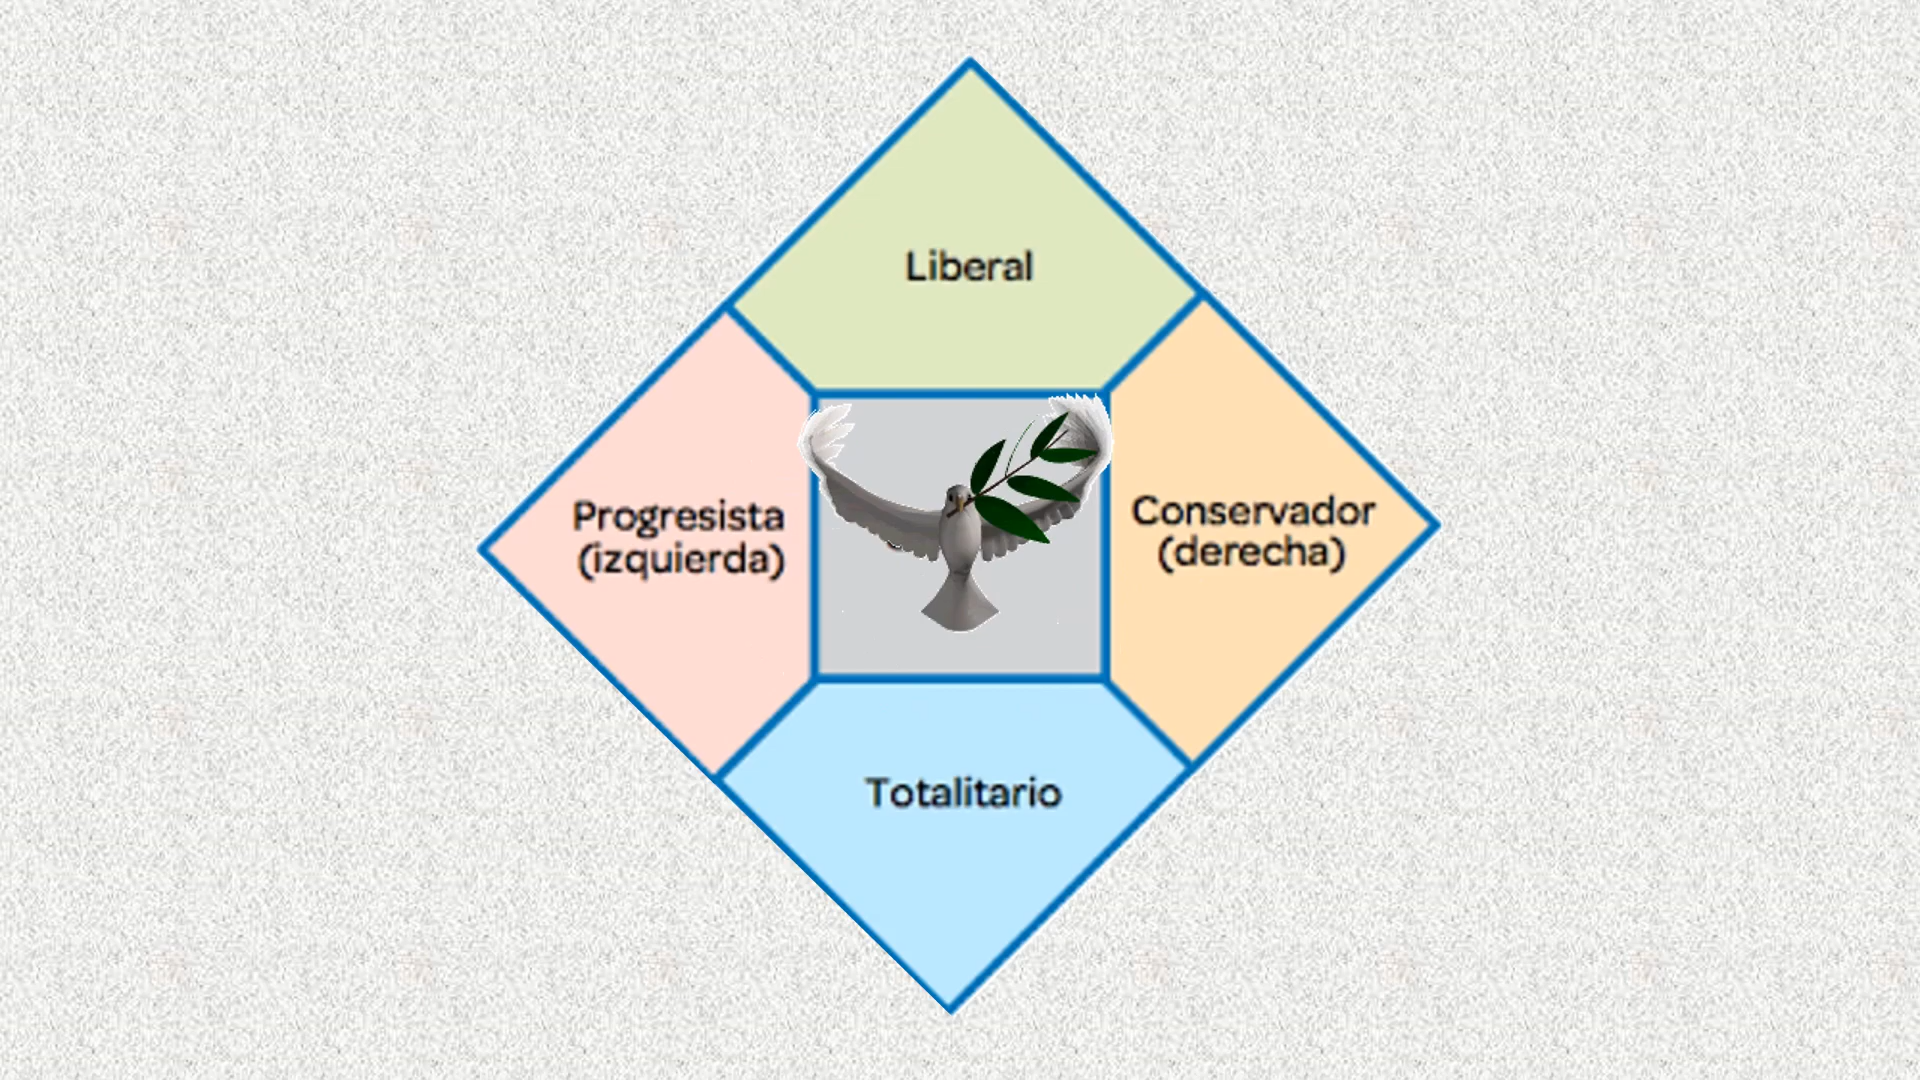 Liberal
Progresista
(izquierda)
Conservador
(derecha)
Totalitario